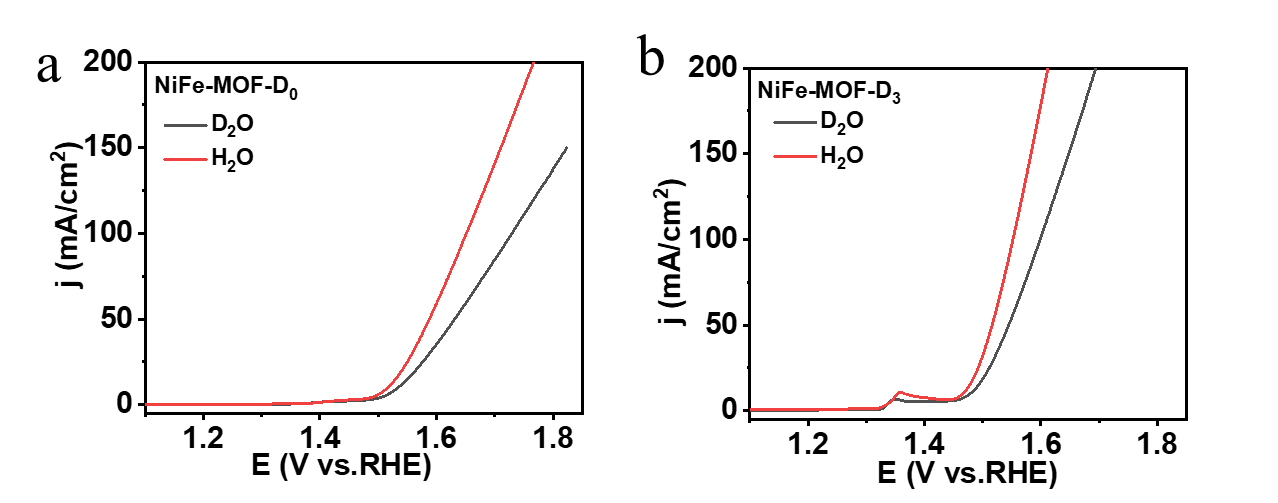 a
NiFe-MOF-D0
D2O
H2O
200
150
100
50
0
j (mA/cm2)
1.2 1.4 1.6 1.8
E (V vs.RHE)
b
NiFe-MOF-D3
D2O
H2O
200
150
100
50
0
j (mA/cm2)
1.2 1.4 1.6 1.8
E (V vs.RHE)